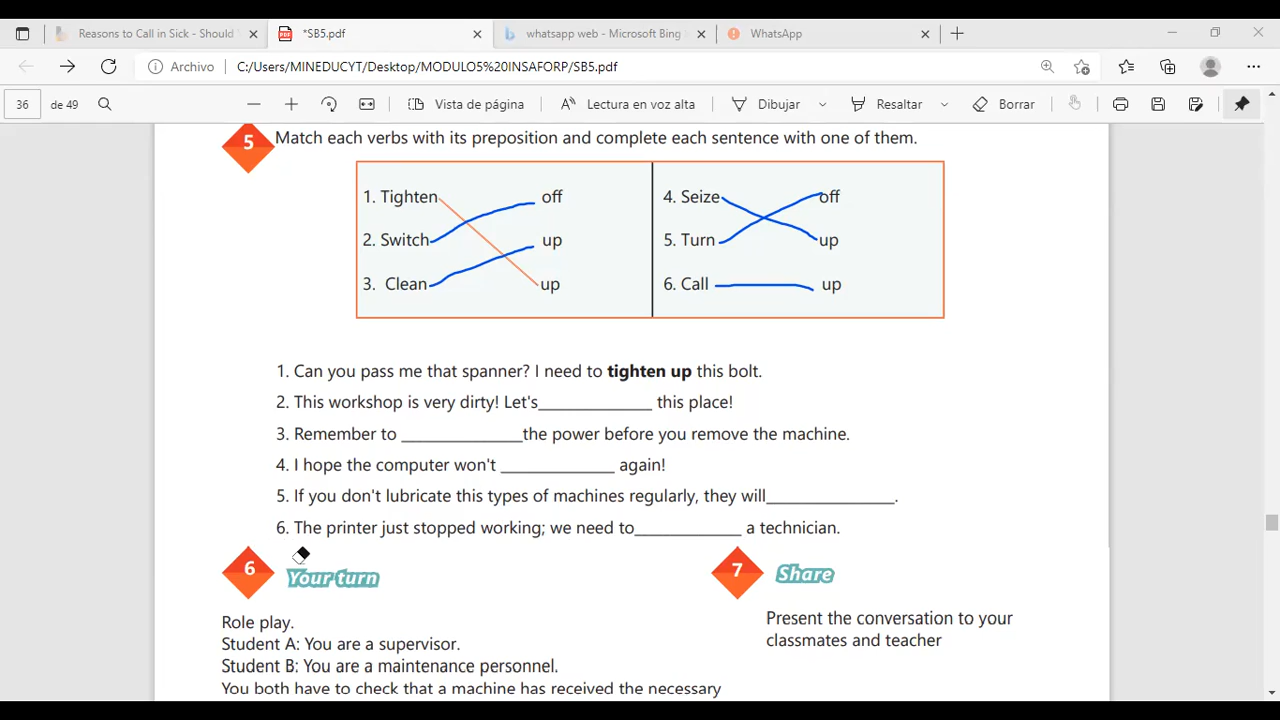 Reasons to Call in Sick - Should
*SB5.pdf
whatsapp web - Microsoft Bing
WhatsApp
Archivo C:/Users/MINEDUCYT/Desktop/MODULO5%20INSAFORP/SB5.pdf
36 de 49 Vista de página Lectura en voz alta Dibujar Resaltar Borrar
5 Match each verbs with its preposition and complete each sentence with one of them.
1. Tighten off 4. Seize off
2. Switch up 5. Turn up
3. Clean up 6. Call up
1. Can you pass me that spanner? I need to tighten up this bolt.
2. This workshop is very dirty! Let's_____________ this place!
3. Remember to ______________the power before you remove the machine.
4. I hope the computer won't _____________ again!
5. If you don't lubricate this types of machines regularly, they will_______________.
6. The printer just stopped working; we need to____________ a technician.
6 Your turn
Role play.
Student A: You are a supervisor.
Student B: You are a maintenance personnel.
You both have to check that a machine has received the necessary
7 Share
Present the conversation to your
classmates and teacher